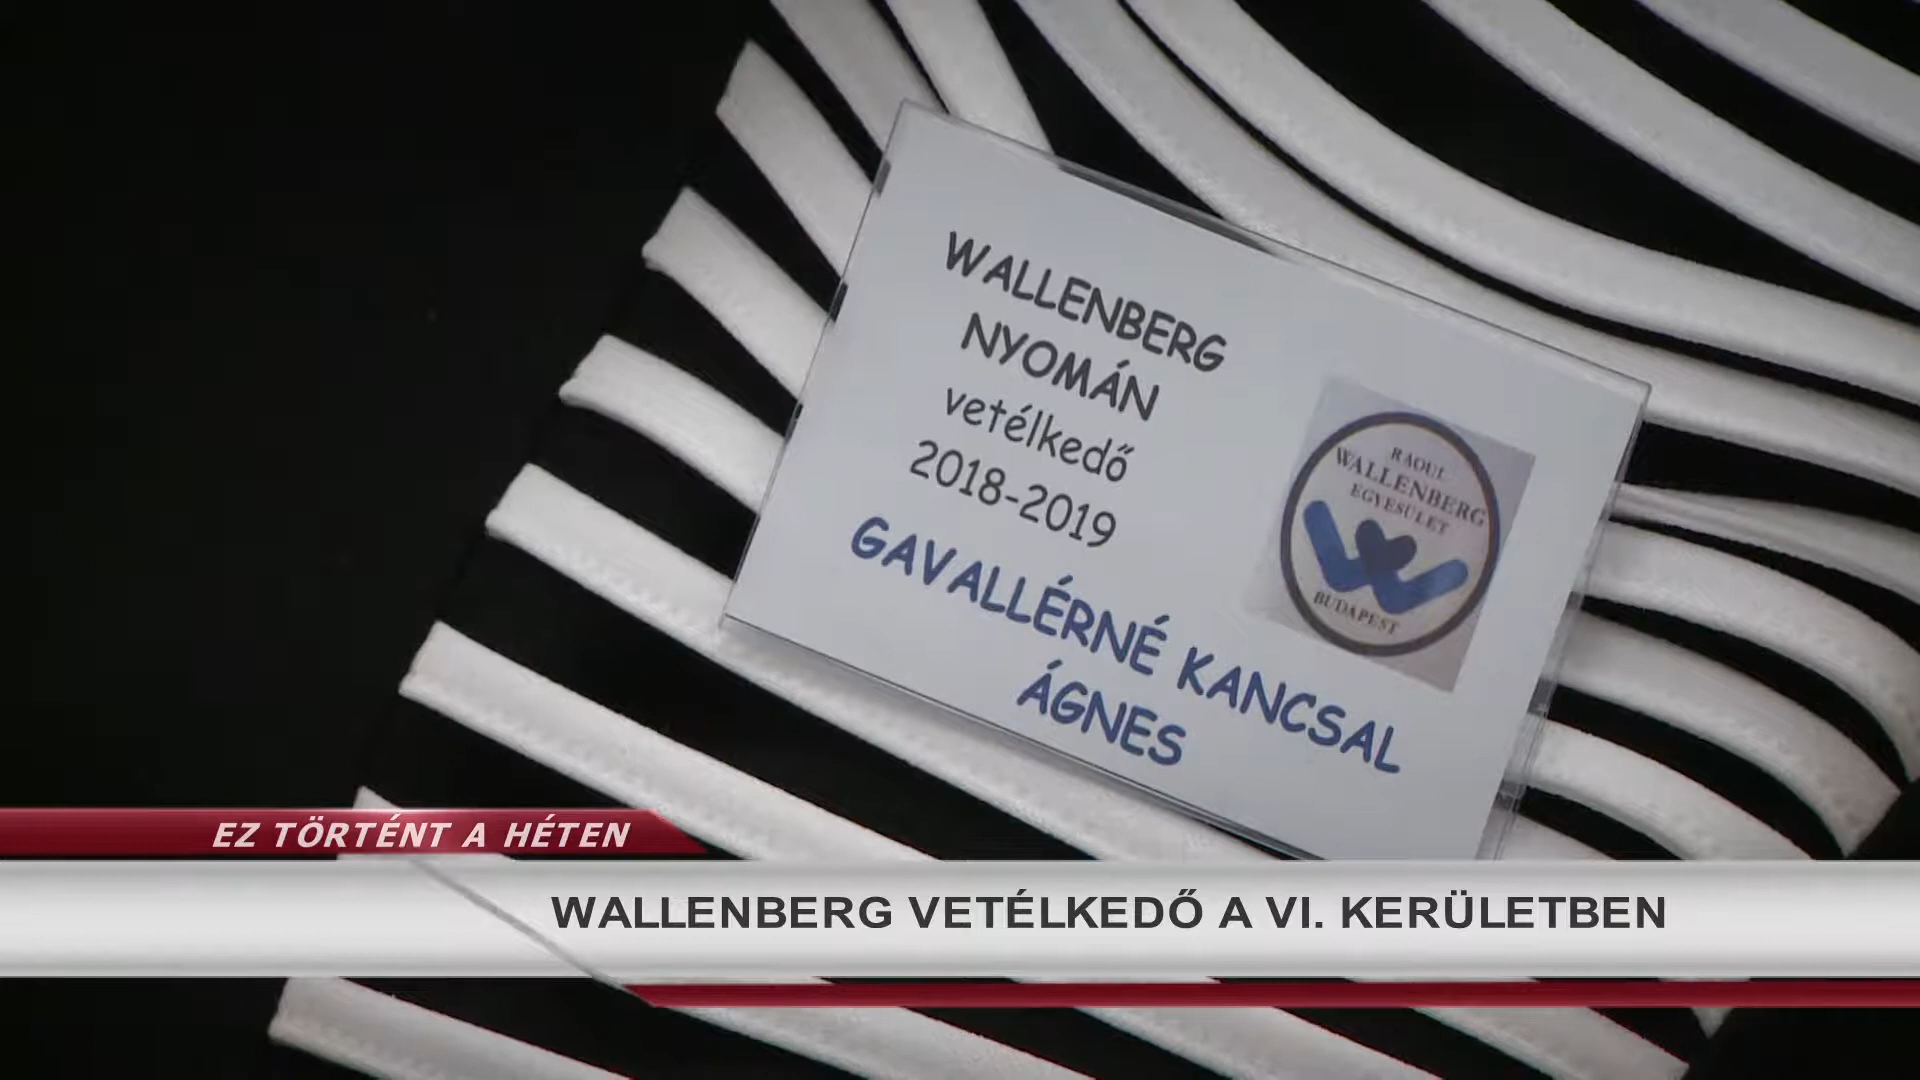 WALLENBERG
NYOMÁN
vetélkedő
2018-2019
GAVALLÉRNÉ KANCSAL
ÁGNES
RAOUL
WALLENBERG
EGYESÜLET
BUDAPEST
EZ TÖRTÉNT A HÉTEN
WALLENBERG VETÉLKEDŐ A VI. KERÜLETBEN